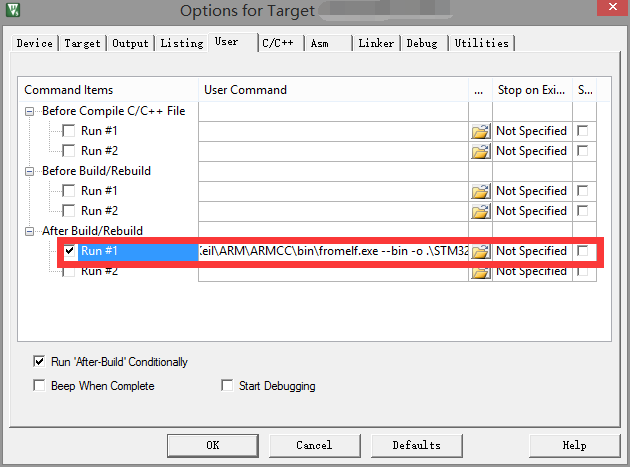 Options for Target
Device Target Output Listing User C/C++ Asm Linker Debug Utilities
Command Items User Command ... Stop on Exi... S...
Before Compile C/C++ File
Run #1 Not Specified
Run #2 Not Specified
Before Build/Rebuild
Run #1 Not Specified
Run #2 Not Specified
After Build/Rebuild
Run #1 Keil\ARM\ARMCC\bin\fromelf.exe --bin -o .\STM32 Not Specified
Run #2 Not Specified
Run 'After-Build' Conditionally
Beep When Complete Start Debugging
OK Cancel Defaults Help